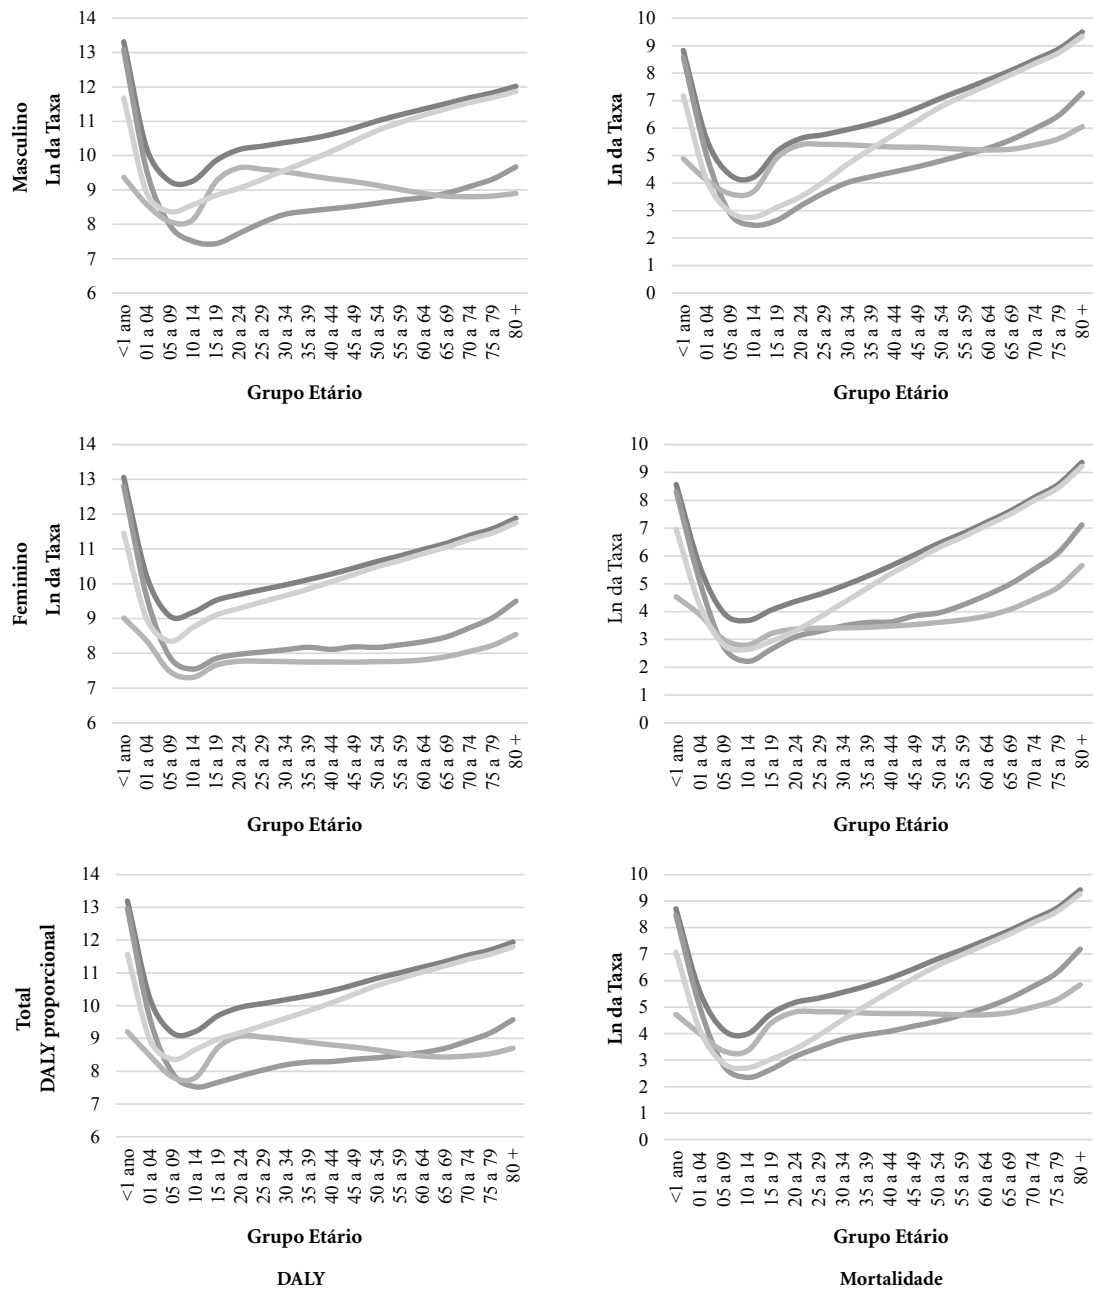 Masculino
Ln da Taxa
14
13
12
11
10
9
8
7
6
<1 ano
01 a 04
05 a 09
10 a 14
15 a 19
20 a 24
25 a 29
30 a 34
35 a 39
40 a 44
45 a 49
50 a 54
55 a 59
60 a 64
65 a 69
70 a 74
75 a 79
80 +
Grupo Etário
Ln da Taxa
10
9
8
7
6
5
4
3
2
1
0
<1 ano
01 a 04
05 a 09
10 a 14
15 a 19
20 a 24
25 a 29
30 a 34
35 a 39
40 a 44
45 a 49
50 a 54
55 a 59
60 a 64
65 a 69
70 a 74
75 a 79
80 +
Grupo Etário
Feminino
Ln da Taxa
14
13
12
11
10
9
8
7
6
<1 ano
01 a 04
05 a 09
10 a 14
15 a 19
20 a 24
25 a 29
30 a 34
35 a 39
40 a 44
45 a 49
50 a 54
55 a 59
60 a 64
65 a 69
70 a 74
75 a 79
80 +
Grupo Etário
Ln da Taxa
10
9
8
7
6
5
4
3
2
1
0
<1 ano
01 a 04
05 a 09
10 a 14
15 a 19
20 a 24
25 a 29
30 a 34
35 a 39
40 a 44
45 a 49
50 a 54
55 a 59
60 a 64
65 a 69
70 a 74
75 a 79
80 +
Grupo Etário
Total
DALY proporcional
14
13
12
11
10
9
8
7
6
<1 ano
01 a 04
05 a 09
10 a 14
15 a 19
20 a 24
25 a 29
30 a 34
35 a 39
40 a 44
45 a 49
50 a 54
55 a 59
60 a 64
65 a 69
70 a 74
75 a 79
80 +
Grupo Etário
DALY
Ln da Taxa
10
9
8
7
6
5
4
3
2
1
0
<1 ano
01 a 04
05 a 09
10 a 14
15 a 19
20 a 24
25 a 29
30 a 34
35 a 39
40 a 44
45 a 49
50 a 54
55 a 59
60 a 64
65 a 69
70 a 74
75 a 79
80 +
Grupo Etário
Mortalidade